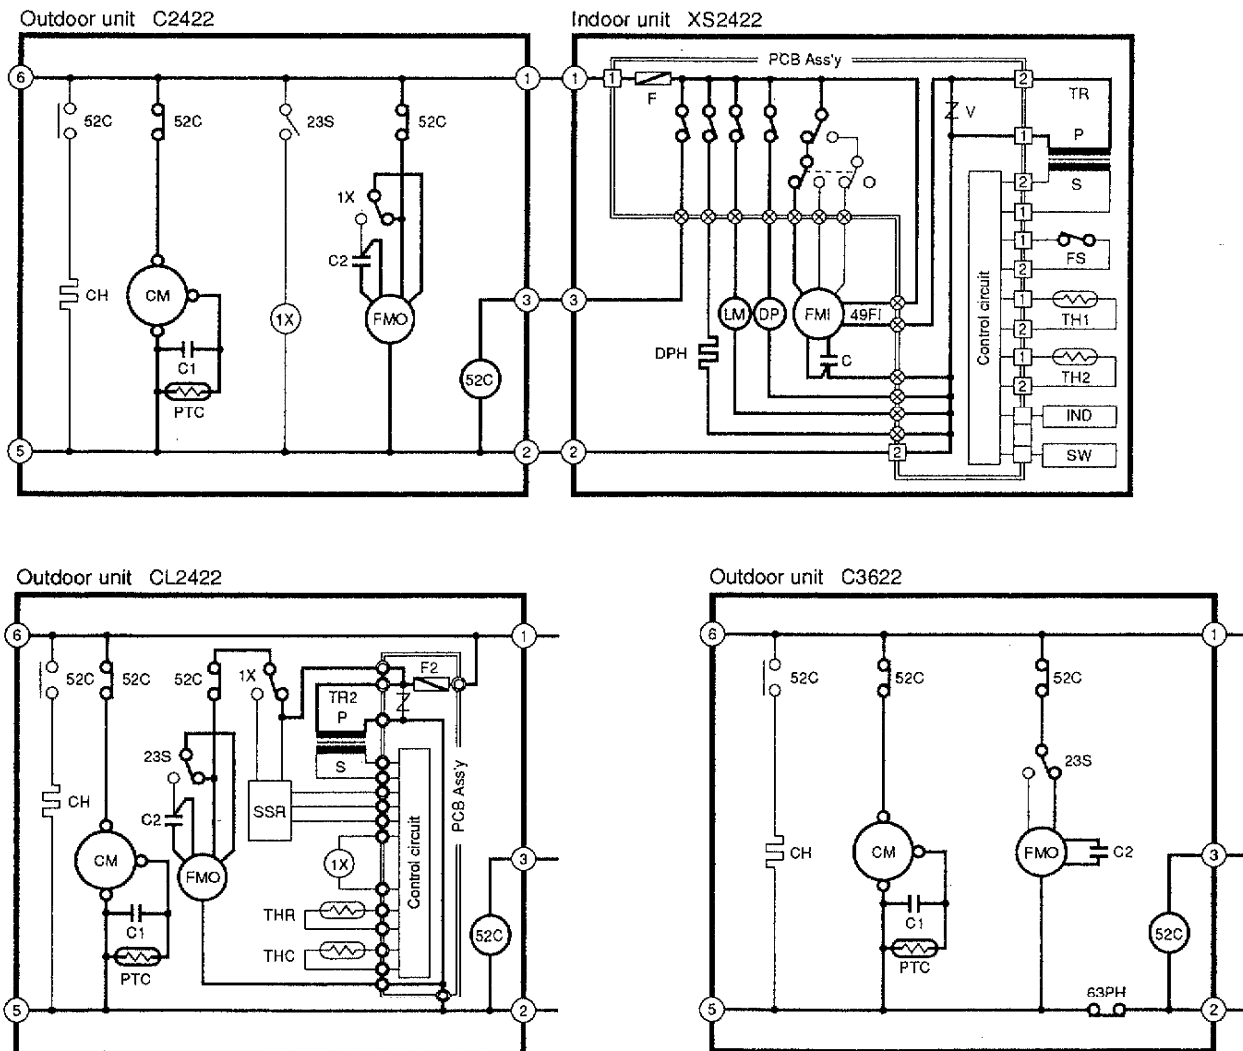 Outdoor unit C2422
Indoor unit XS2422
PCB Ass'y
6
1
1
1
F
2
TR
52C
52C
23S
52C
V
1
P
2
S
1
1X
C2
1
FS
2
CH
CM
1X
FMO
3
3
LM
DP
FMI
49FI
1
TH1
2
Control circuit
C1
DPH
C
1
TH2
2
PTC
52C
IND
SW
5
2
2
2
Outdoor unit CL2422
Outdoor unit C3622
6
1
6
1
52C
52C
52C
1X
F2
TR2
P
S
52C
52C
52C
23S
23S
CH
C2
SSR
PCB Ass'y
CM
FMO
1X
Control circuit
3
CH
CM
FMO
C2
3
C1
THR
THC
52C
PTC
C1
PTC
52C
63PH
5
2
5
2